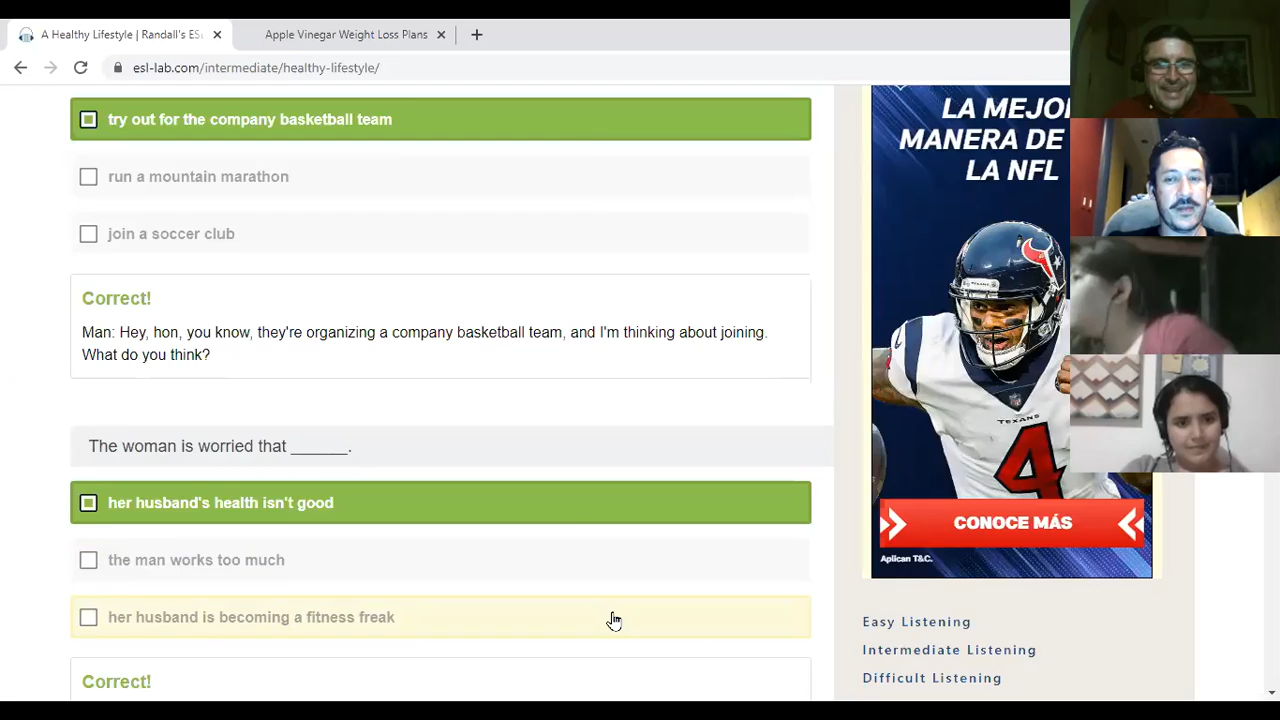 A Healthy Lifestyle | Randall's ES
Apple Vinegar Weight Loss Plans
esl-lab.com/intermediate/healthy-lifestyle/
try out for the company basketball team
run a mountain marathon
join a soccer club
Correct!
Man: Hey, hon, you know, they're organizing a company basketball team, and I'm thinking about joining.
What do you think?
The woman is worried that _______.
her husband's health isn't good
the man works too much
her husband is becoming a fitness freak
Correct!
LA MEJO
MANERA DE
LA NFL
TEXANS
4
CONOCE MÁS
Aplican T&C.
Easy Listening
Intermediate Listening
Difficult Listening